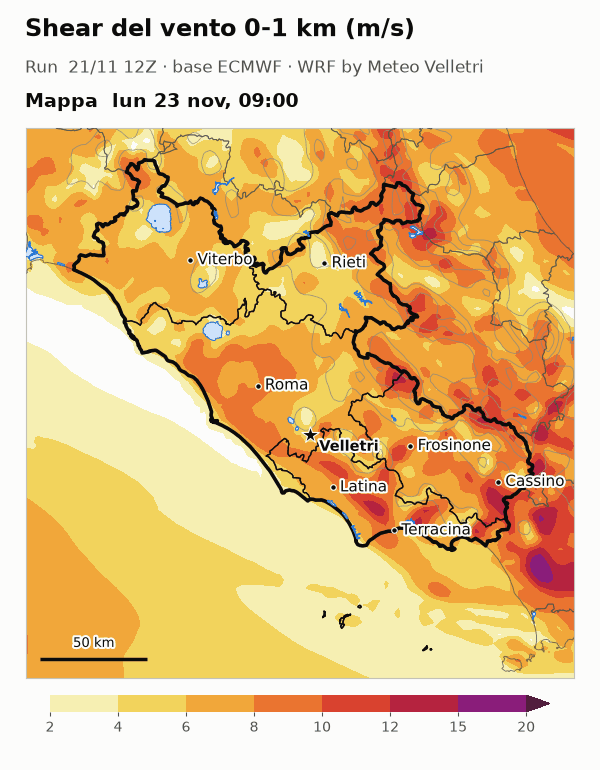 Shear del vento 0-1 km (m/s)
Run  21/11 12Z · base ECMWF · WRF by Meteo Velletri
Mappa  lun 23 nov, 09:00
Viterbo
Rieti
Roma
Velletri
Frosinone
Latina
Cassino
Terracina
50 km
2 4 6 8 10 12 15 20